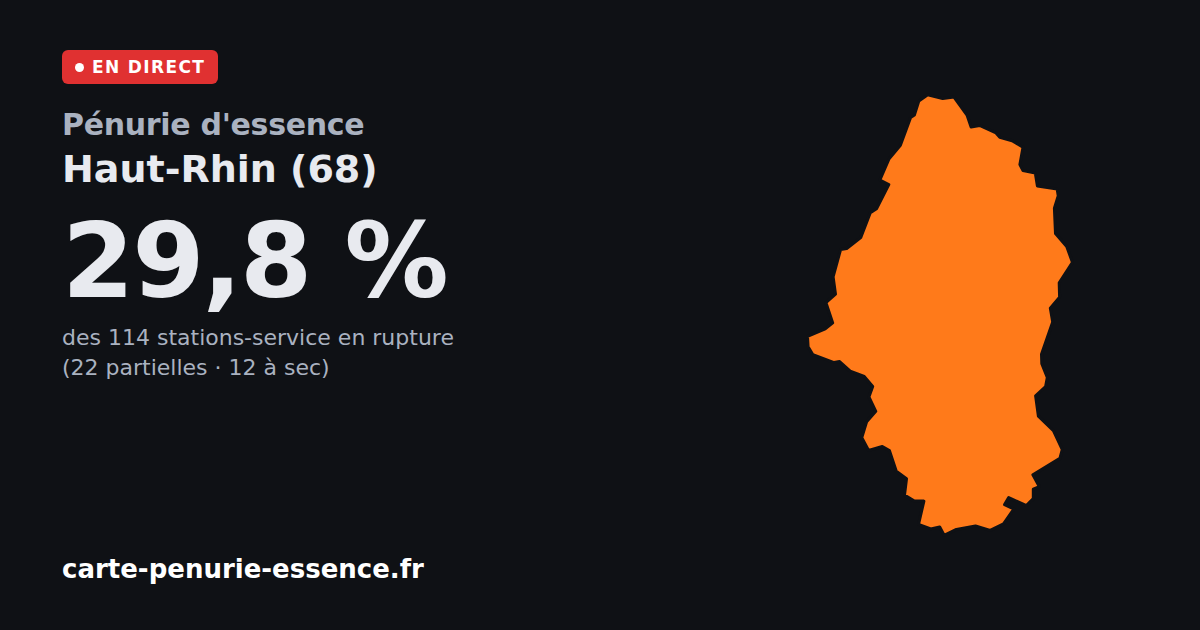 EN DIRECT
Pénurie d'essence
Haut-Rhin (68)
29,8 %
des 114 stations-service en rupture
(22 partielles · 12 à sec)
carte-penurie-essence.fr